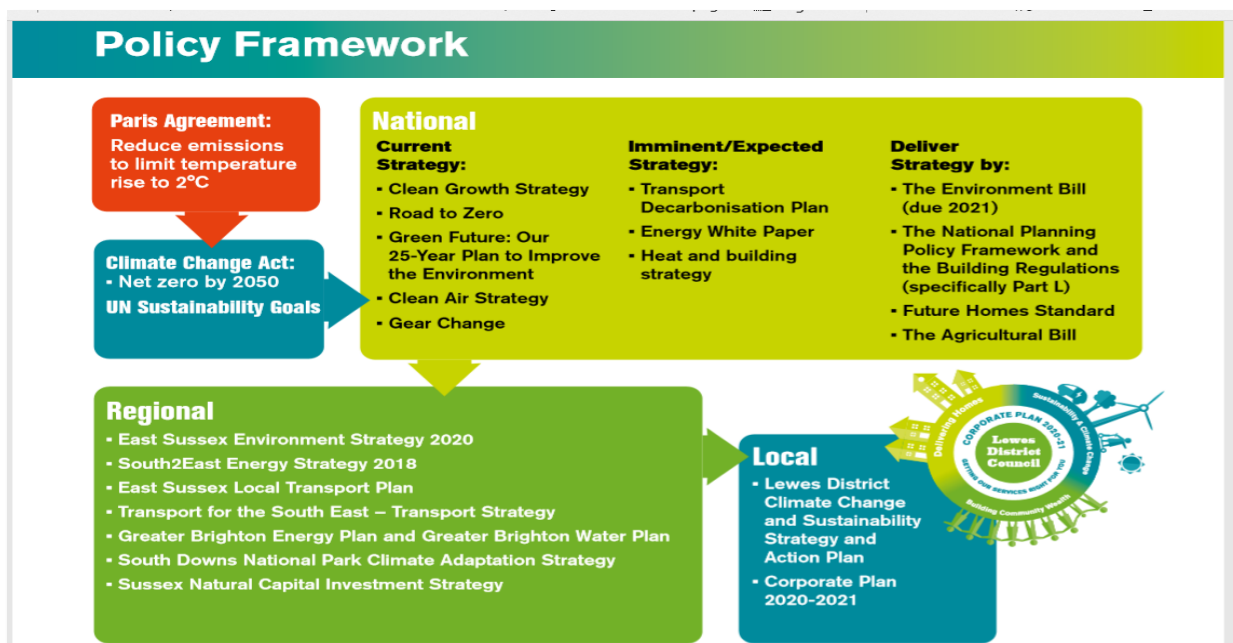 Policy Framework
Paris Agreement:
Reduce emissions
to limit temperature
rise to 2°C
Climate Change Act:
▪ Net zero by 2050
UN Sustainability Goals
National
Current
Strategy:
▪ Clean Growth Strategy
▪ Road to Zero
▪ Green Future: Our
25-Year Plan to Improve
the Environment
▪ Clean Air Strategy
▪ Gear Change
Imminent/Expected
Strategy:
▪ Transport
Decarbonisation Plan
▪ Energy White Paper
▪ Heat and building
strategy
Deliver
Strategy by:
▪ The Environment Bill
(due 2021)
▪ The National Planning
Policy Framework and
the Building Regulations
(specifically Part L)
▪ Future Homes Standard
▪ The Agricultural Bill
Regional
▪ East Sussex Environment Strategy 2020
▪ South2East Energy Strategy 2018
▪ East Sussex Local Transport Plan
▪ Transport for the South East – Transport Strategy
▪ Greater Brighton Energy Plan and Greater Brighton Water Plan
▪ South Downs National Park Climate Adaptation Strategy
▪ Sussex Natural Capital Investment Strategy
Local
▪ Lewes District
Climate Change
and Sustainability
Strategy and
Action Plan
▪ Corporate Plan
2020-2021
Delivering Homes
Sustainability & Climate Change
Building Community Wealth
CORPORATE PLAN 2020-21
GETTING OUR SERVICES RIGHT FOR YOU
Lewes
District
Council